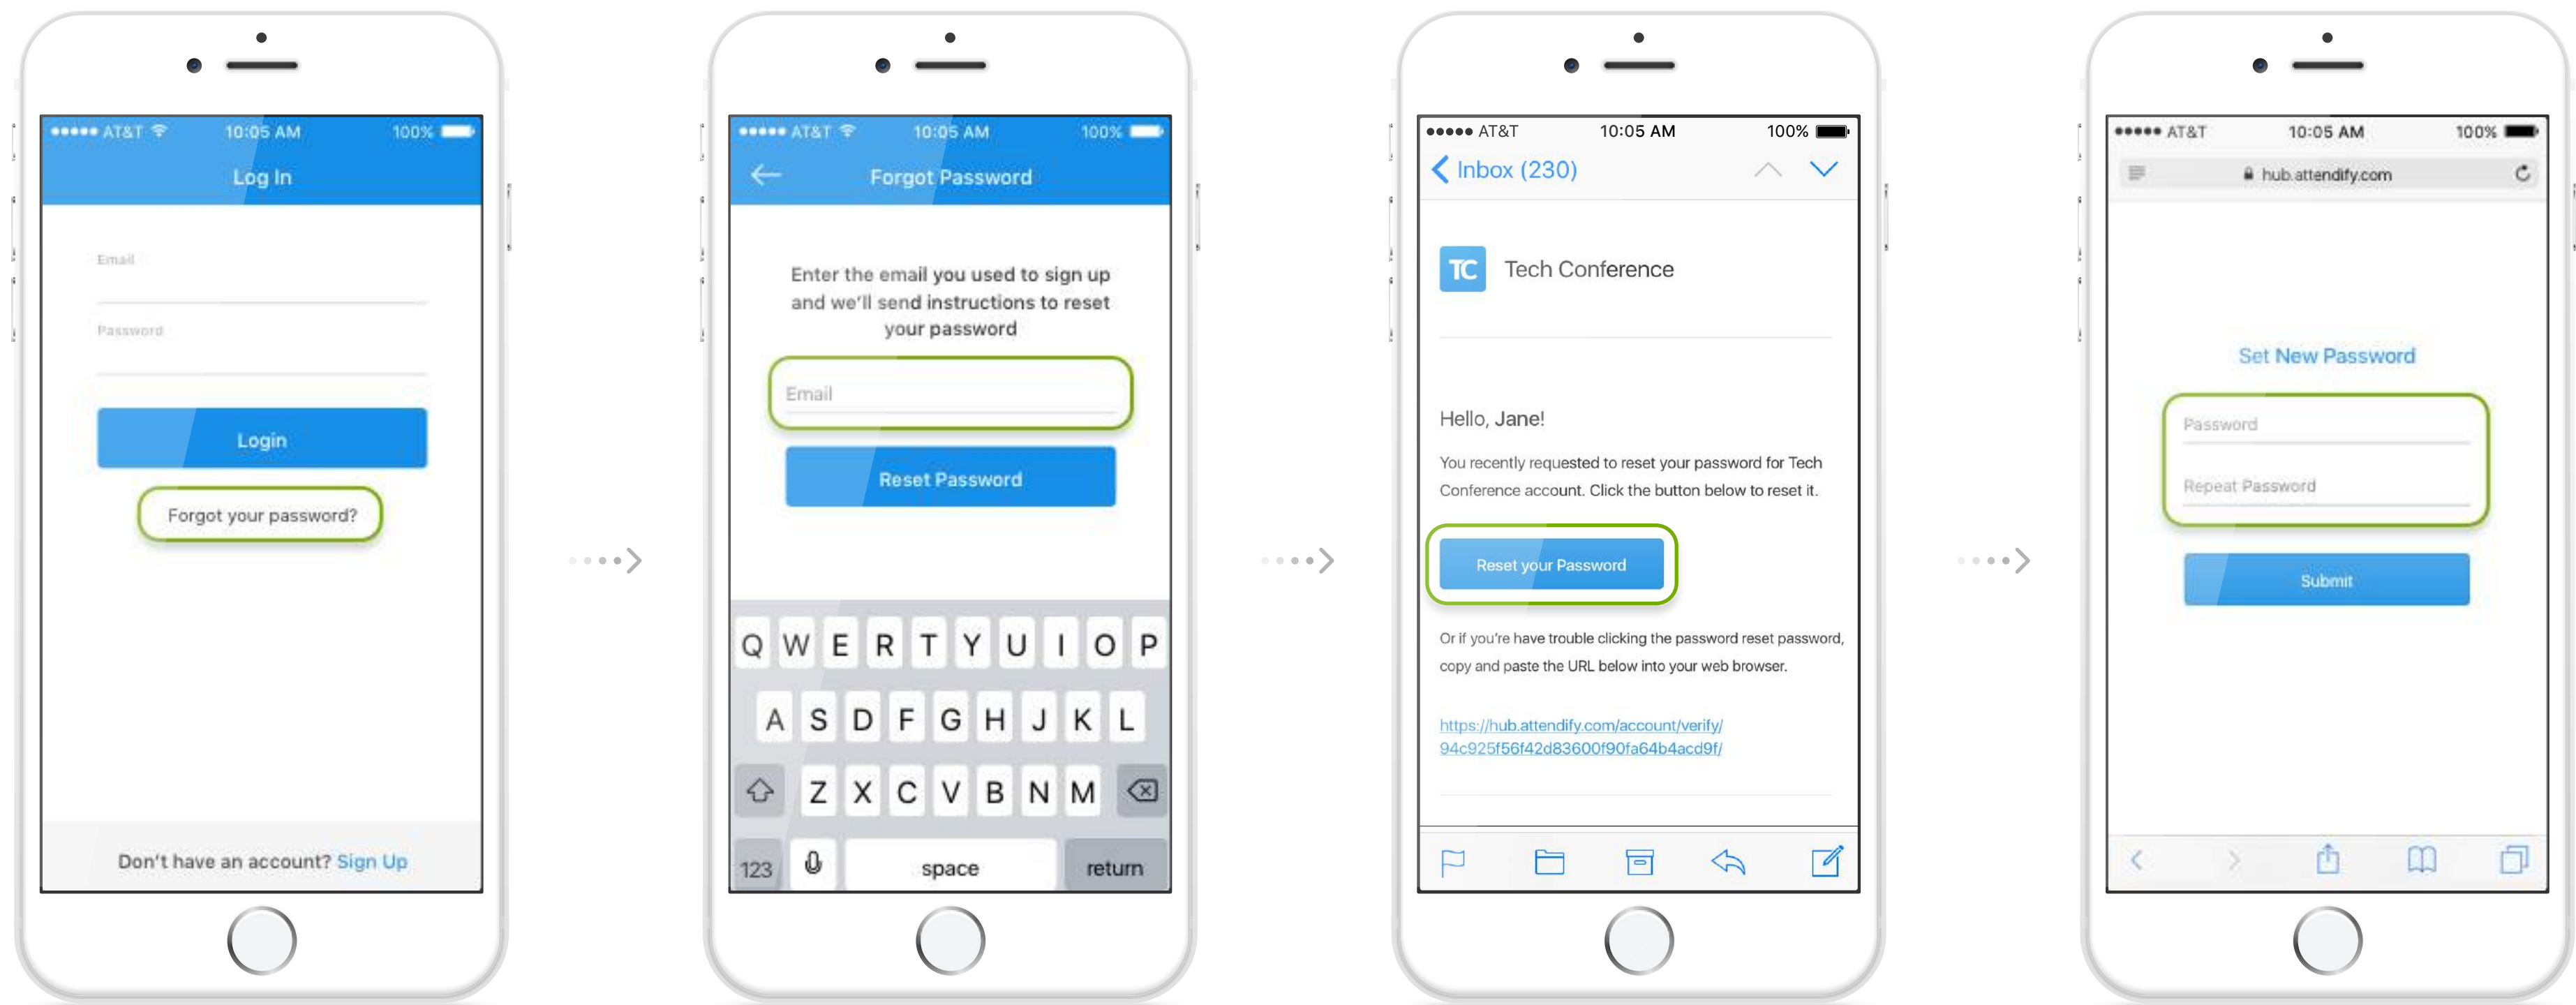 AT&T 10:05 AM 100%
Log In
Email
Password
Login
Forgot your password?
Don't have an account? Sign Up
AT&T 10:05 AM 100%
Forgot Password
Enter the email you used to sign up
and we'll send instructions to reset
your password
Email
Reset Password
Q W E R T Y U I O P
A S D F G H J K L
Z X C V B N M
123 space return
AT&T 10:05 AM 100%
Inbox (230)
TC Tech Conference
Hello, Jane!
You recently requested to reset your password for Tech
Conference account. Click the button below to reset it.
Reset your Password
Or if you're have trouble clicking the password reset password,
copy and paste the URL below into your web browser.
https://hub.attendify.com/account/verify/
94c925f56f42d83600f90fa64b4acd9f/
AT&T 10:05 AM 100%
hub.attendify.com
Set New Password
Password
Repeat Password
Submit